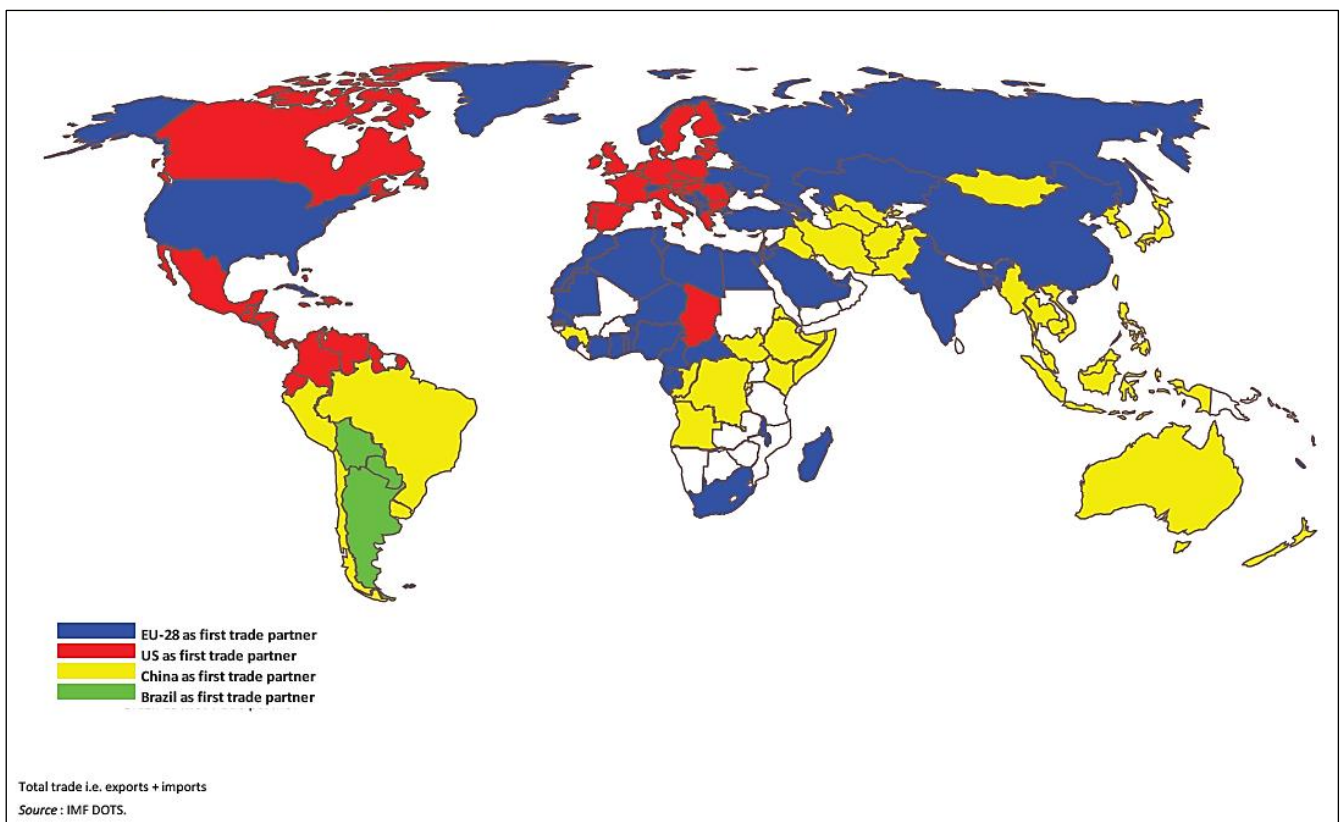 EU-28 as first trade partner
US as first trade partner
China as first trade partner
Brazil as first trade partner
Total trade i.e. exports + imports
Source : IMF DOTS.